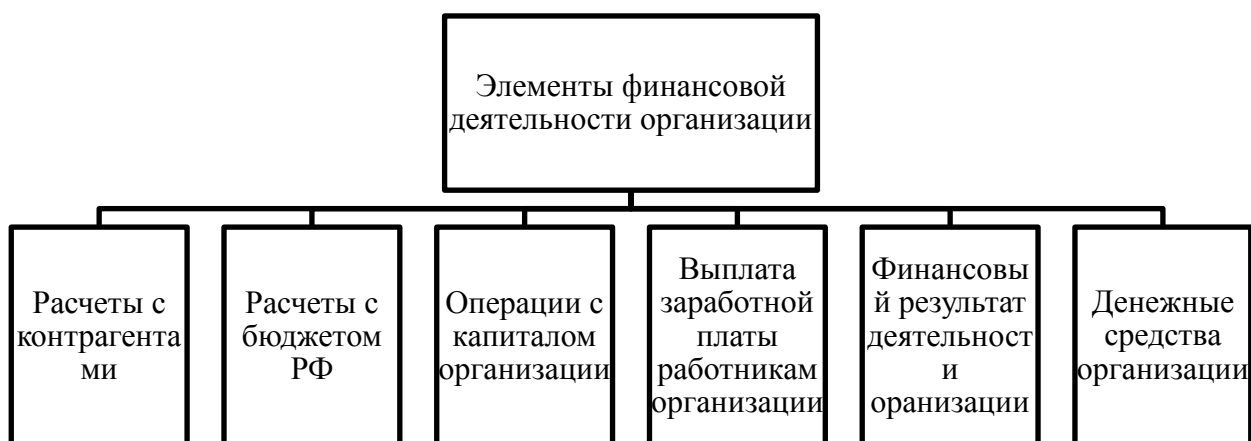 Элементы финансовой
деятельности организации
Расчеты с
контрагента
ми
Расчеты с
бюджетом
РФ
Операции с
капиталом
организации
Выплата
заработной
платы
работникам
организации
Финансовы
й результат
деятельност
и
оранизации
Денежные
средства
организации